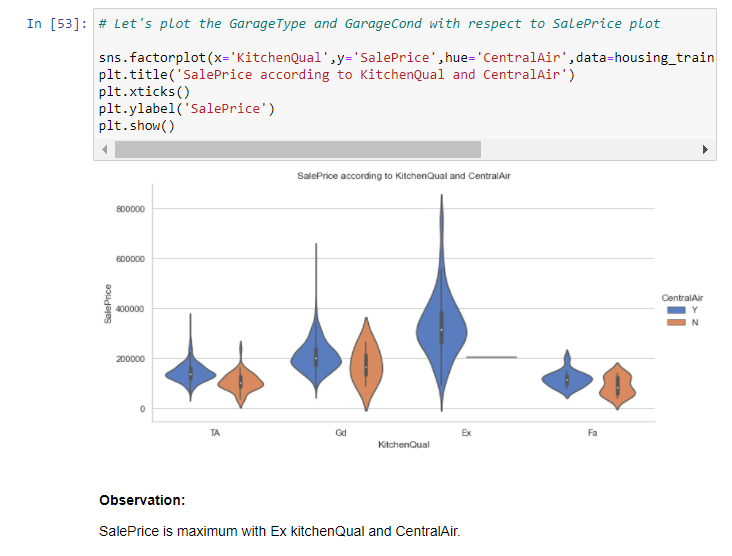 In [53]: # Let's plot the GarageType and GarageCond with respect to SalePrice plot
sns.factorplot(x='KitchenQual',y='SalePrice',hue='CentralAir',data=housing_train
plt.title('SalePrice according to KitchenQual and CentralAir')
plt.xticks()
plt.ylabel('SalePrice')
plt.show()
SalePrice according to KitchenQual and CentralAir
800000
600000
400000
200000
0
SalePrice
CentralAir
Y
N
TA Gd Ex Fa
KitchenQual
Observation:
SalePrice is maximum with Ex kitchenQual and CentralAir.